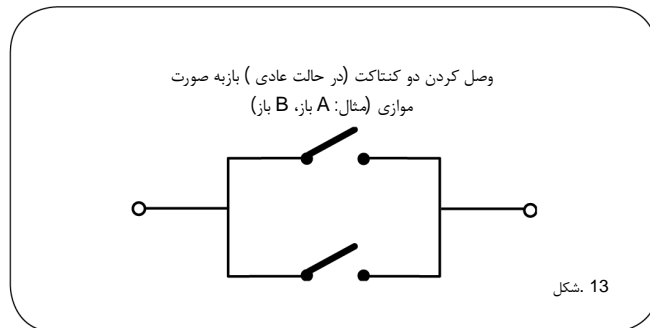 وصل کردن دو کنتاکت (در حالت عادی ) بازبه صورت
موازی (مثال: A باز، B باز)
13 .شکل